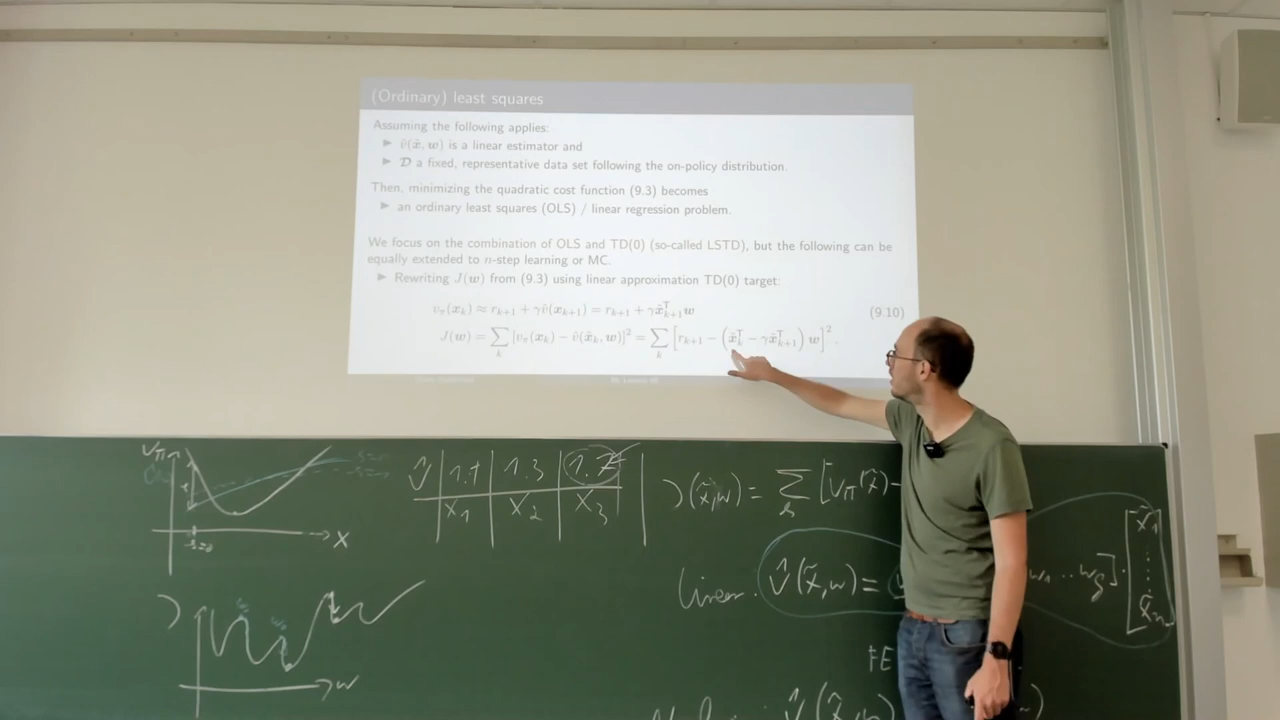 (Ordinary) least squares
Assuming the following applies:
▶ v̂(x̃, w) is a linear estimator and
▶ 𝓓 a fixed, representative data set following the on-policy distribution.
Then, minimizing the quadratic cost function (9.3) becomes
▶ an ordinary least squares (OLS) / linear regression problem.
We focus on the combination of OLS and TD(0) (so-called LSTD), but the following can be
equally extended to n-step learning or MC.
▶ Rewriting J(w) from (9.3) using linear approximation TD(0) target:
vπ(xₖ) ≈ rₖ₊₁ + γv̂(xₖ₊₁) = rₖ₊₁ + γx̃ᵀₖ₊₁w
(9.10)
J(w) = ∑ₖ [vπ(xₖ) − v̂(x̃ₖ, w)]² = ∑ₖ [rₖ₊₁ − (x̃ᵀₖ − γx̃ᵀₖ₊₁) w]².
Vπ
x
V̂ 1.1 1.3
x₁ x₂ x₃
J(x̃,w) = ∑ [Vπ(x̃)-
linear: V̂(x̃,w) =
x̃₁
J
w
FE
V̂(x̃